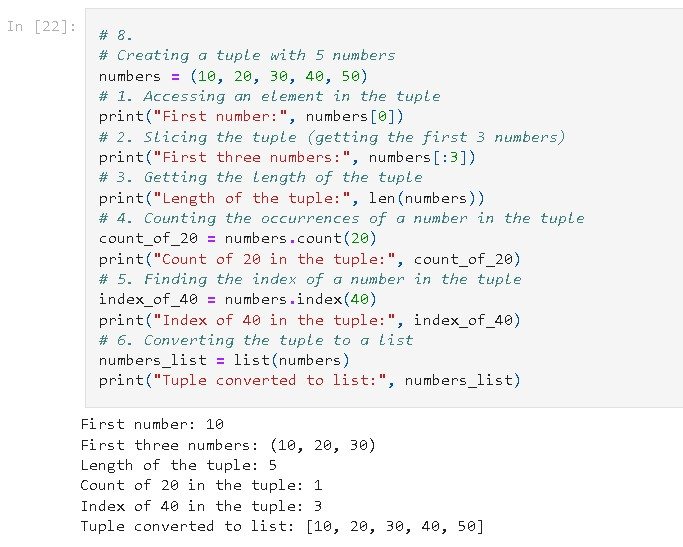 In [22]:
# 8.
# Creating a tuple with 5 numbers
numbers = (10, 20, 30, 40, 50)
# 1. Accessing an element in the tuple
print("First number:", numbers[0])
# 2. Slicing the tuple (getting the first 3 numbers)
print("First three numbers:", numbers[:3])
# 3. Getting the length of the tuple
print("Length of the tuple:", len(numbers))
# 4. Counting the occurrences of a number in the tuple
count_of_20 = numbers.count(20)
print("Count of 20 in the tuple:", count_of_20)
# 5. Finding the index of a number in the tuple
index_of_40 = numbers.index(40)
print("Index of 40 in the tuple:", index_of_40)
# 6. Converting the tuple to a list
numbers_list = list(numbers)
print("Tuple converted to list:", numbers_list)
First number: 10
First three numbers: (10, 20, 30)
Length of the tuple: 5
Count of 20 in the tuple: 1
Index of 40 in the tuple: 3
Tuple converted to list: [10, 20, 30, 40, 50]